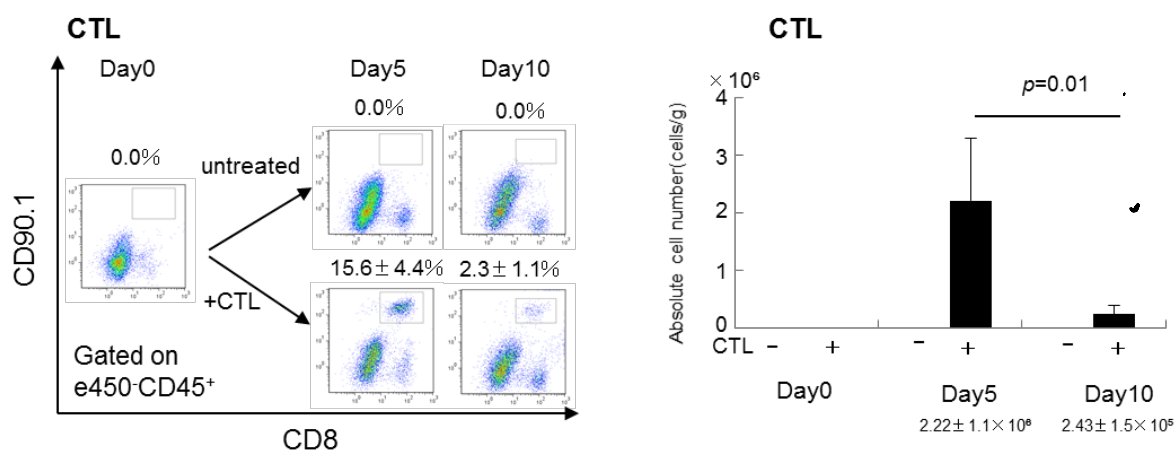 CTL
Day0 Day5 Day10
0.0% 0.0%
0.0%
untreated
15.6± 4.4% 2.3± 1.1%
+CTL
Gated on
e450-CD45+
CD90.1
CD8
CTL
×10⁶
p=0.01
4
3
2
1
0
Absolute cell number(cells/g)
CTL − + − + − +
Day0 Day5 Day10
2.22± 1.1×10⁶ 2.43± 1.5×10⁵